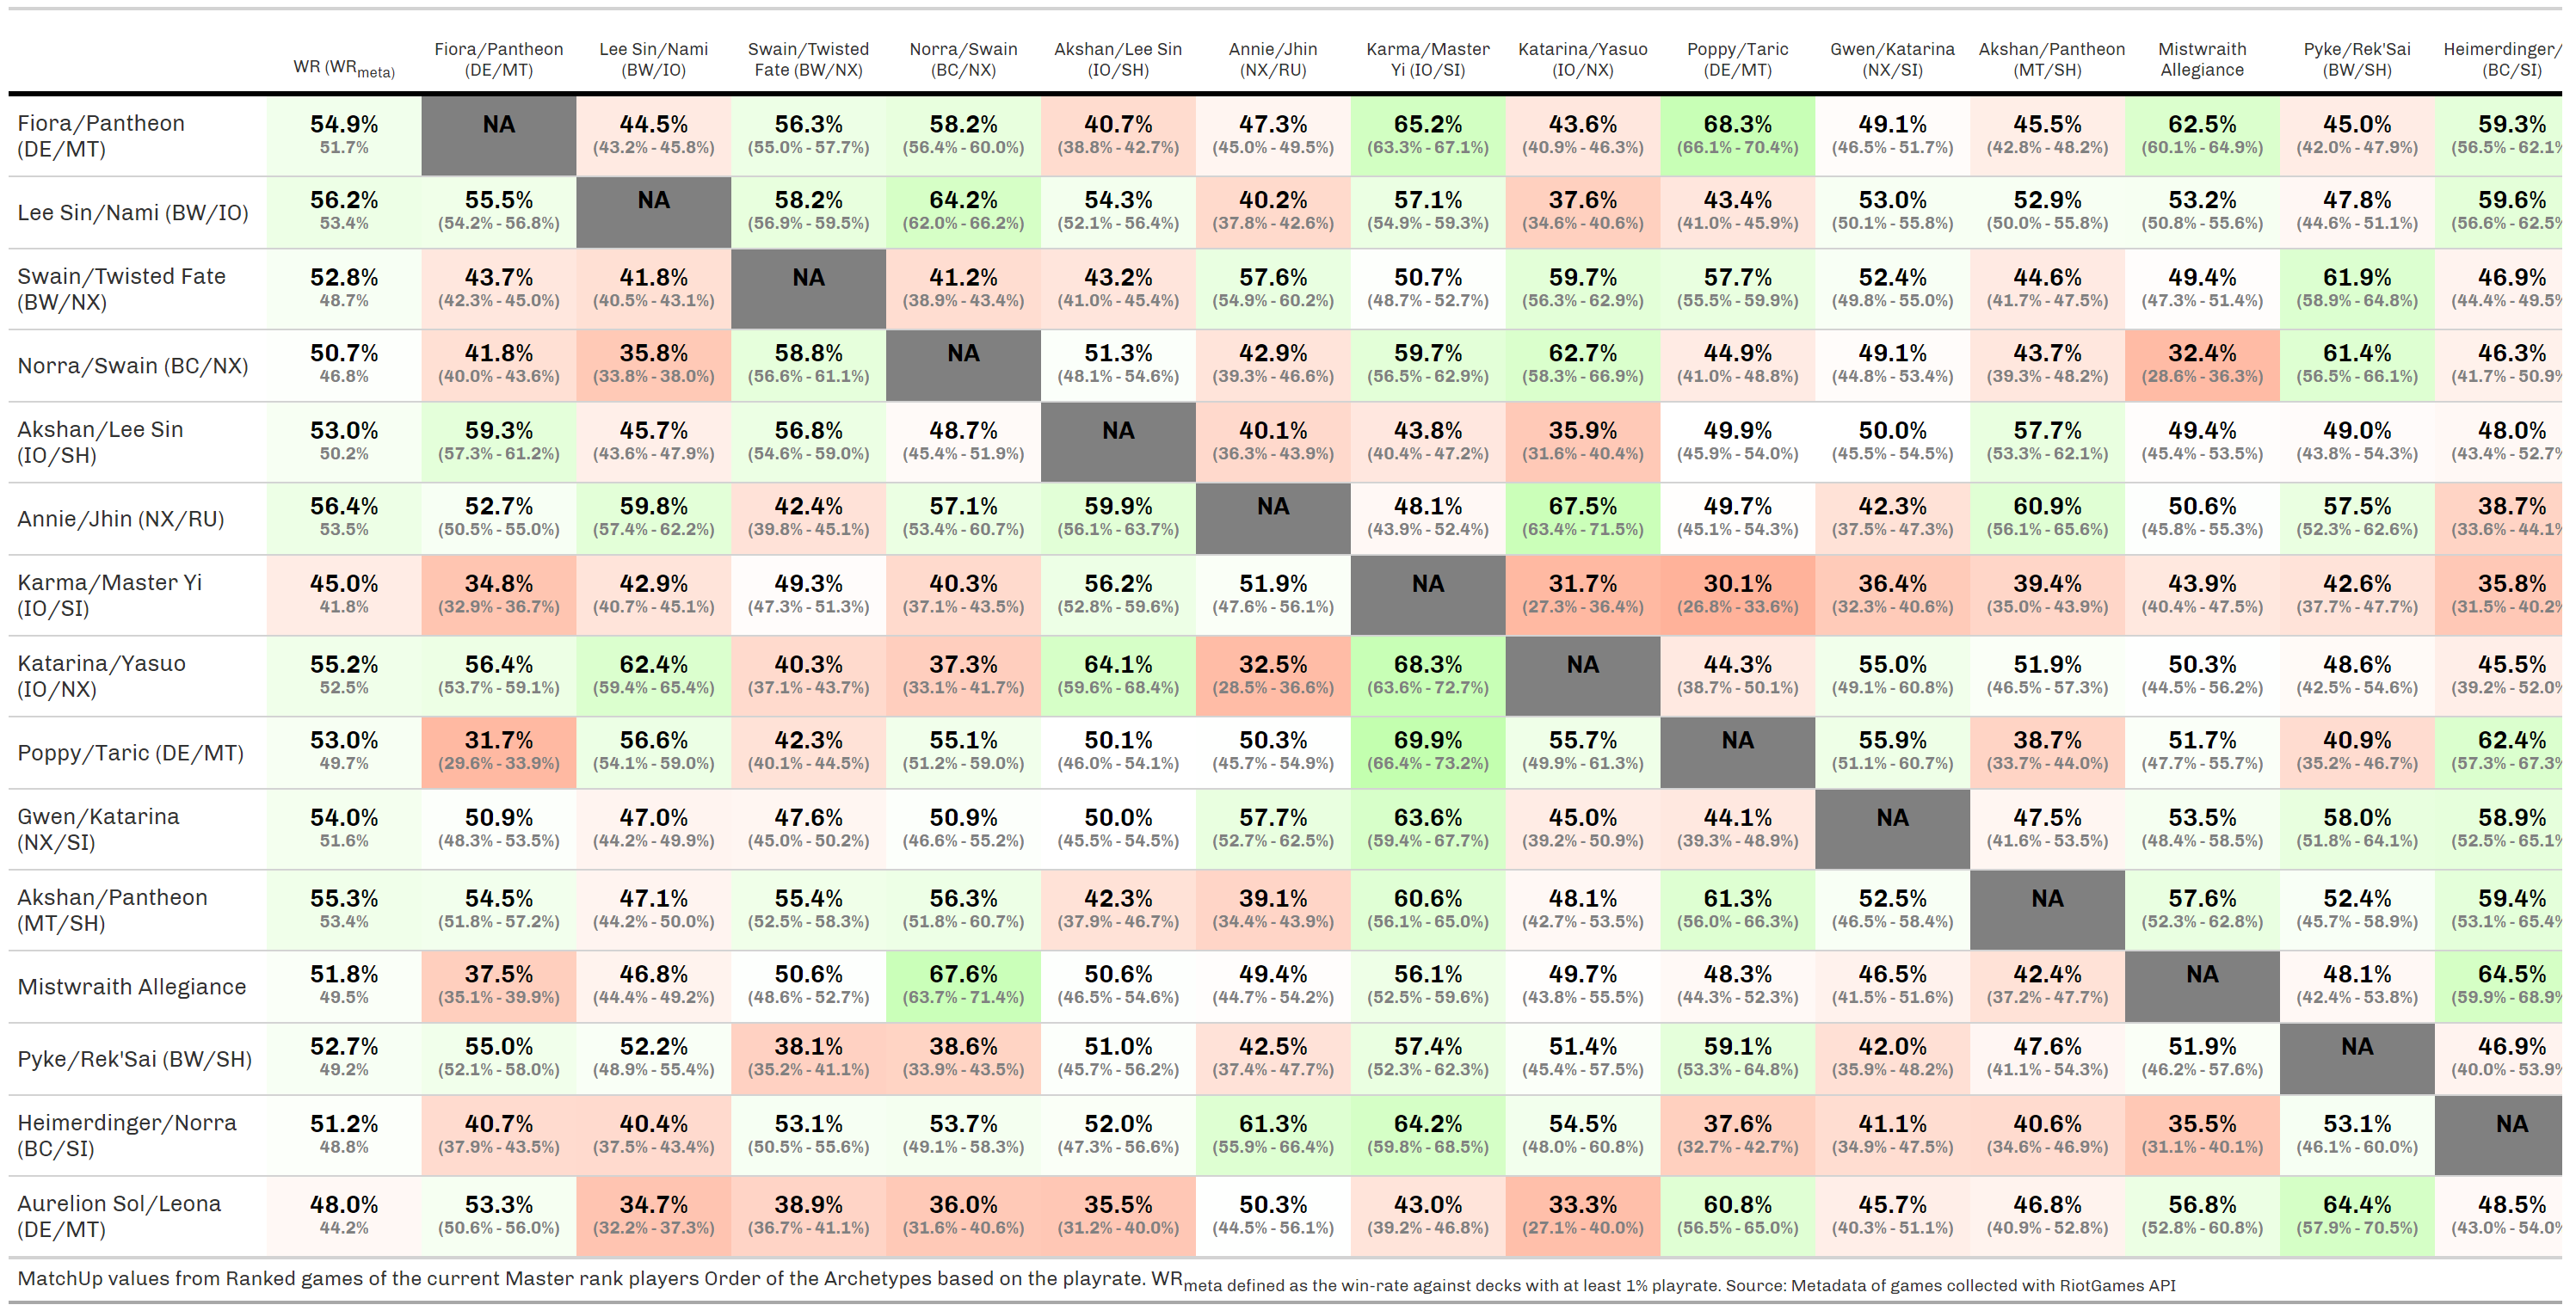 WR (WRmeta) Fiora/Pantheon (DE/MT) Lee Sin/Nami (BW/IO) Swain/Twisted Fate (BW/NX) Norra/Swain (BC/NX) Akshan/Lee Sin (IO/SH) Annie/Jhin (NX/RU) Karma/Master Yi (IO/SI) Katarina/Yasuo (IO/NX) Poppy/Taric (DE/MT) Gwen/Katarina (NX/SI) Akshan/Pantheon (MT/SH) Mistwraith Allegiance Pyke/Rek'Sai (BW/SH) Heimerdinger/ (BC/SI)
Fiora/Pantheon (DE/MT) 54.9% NA 44.5% 56.3% 58.2% 40.7% 47.3% 65.2% 43.6% 68.3% 49.1% 45.5% 62.5% 45.0% 59.3%
51.7% (43.2% - 45.8%) (55.0% - 57.7%) (56.4% - 60.0%) (38.8% - 42.7%) (45.0% - 49.5%) (63.3% - 67.1%) (40.9% - 46.3%) (66.1% - 70.4%) (46.5% - 51.7%) (42.8% - 48.2%) (60.1% - 64.9%) (42.0% - 47.9%) (56.5% - 62.1%
Lee Sin/Nami (BW/IO) 56.2% 55.5% NA 58.2% 64.2% 54.3% 40.2% 57.1% 37.6% 43.4% 53.0% 52.9% 53.2% 47.8% 59.6%
53.4% (54.2% - 56.8%) (56.9% - 59.5%) (62.0% - 66.2%) (52.1% - 56.4%) (37.8% - 42.6%) (54.9% - 59.3%) (34.6% - 40.6%) (41.0% - 45.9%) (50.1% - 55.8%) (50.0% - 55.8%) (50.8% - 55.6%) (44.6% - 51.1%) (56.6% - 62.5%
Swain/Twisted Fate (BW/NX) 52.8% 43.7% 41.8% NA 41.2% 43.2% 57.6% 50.7% 59.7% 57.7% 52.4% 44.6% 49.4% 61.9% 46.9%
48.7% (42.3% - 45.0%) (40.5% - 43.1%) (38.9% - 43.4%) (41.0% - 45.4%) (54.9% - 60.2%) (48.7% - 52.7%) (56.3% - 62.9%) (55.5% - 59.9%) (49.8% - 55.0%) (41.7% - 47.5%) (47.3% - 51.4%) (58.9% - 64.8%) (44.4% - 49.5%
Norra/Swain (BC/NX) 50.7% 41.8% 35.8% 58.8% NA 51.3% 42.9% 59.7% 62.7% 44.9% 49.1% 43.7% 32.4% 61.4% 46.3%
46.8% (40.0% - 43.6%) (33.8% - 38.0%) (56.6% - 61.1%) (48.1% - 54.6%) (39.3% - 46.6%) (56.5% - 62.9%) (58.3% - 66.9%) (41.0% - 48.8%) (44.8% - 53.4%) (39.3% - 48.2%) (28.6% - 36.3%) (56.5% - 66.1%) (41.7% - 50.9%
Akshan/Lee Sin (IO/SH) 53.0% 59.3% 45.7% 56.8% 48.7% NA 40.1% 43.8% 35.9% 49.9% 50.0% 57.7% 49.4% 49.0% 48.0%
50.2% (57.3% - 61.2%) (43.6% - 47.9%) (54.6% - 59.0%) (45.4% - 51.9%) (36.3% - 43.9%) (40.4% - 47.2%) (31.6% - 40.4%) (45.9% - 54.0%) (45.5% - 54.5%) (53.3% - 62.1%) (45.4% - 53.5%) (43.8% - 54.3%) (43.4% - 52.7%
Annie/Jhin (NX/RU) 56.4% 52.7% 59.8% 42.4% 57.1% 59.9% NA 48.1% 67.5% 49.7% 42.3% 60.9% 50.6% 57.5% 38.7%
53.5% (50.5% - 55.0%) (57.4% - 62.2%) (39.8% - 45.1%) (53.4% - 60.7%) (56.1% - 63.7%) (43.9% - 52.4%) (63.4% - 71.5%) (45.1% - 54.3%) (37.5% - 47.3%) (56.1% - 65.6%) (45.8% - 55.3%) (52.3% - 62.6%) (33.6% - 44.1%
Karma/Master Yi (IO/SI) 45.0% 34.8% 42.9% 49.3% 40.3% 56.2% 51.9% NA 31.7% 30.1% 36.4% 39.4% 43.9% 42.6% 35.8%
41.8% (32.9% - 36.7%) (40.7% - 45.1%) (47.3% - 51.3%) (37.1% - 43.5%) (52.8% - 59.6%) (47.6% - 56.1%) (27.3% - 36.4%) (26.8% - 33.6%) (32.3% - 40.6%) (35.0% - 43.9%) (40.4% - 47.5%) (37.7% - 47.7%) (31.5% - 40.2%
Katarina/Yasuo (IO/NX) 55.2% 56.4% 62.4% 40.3% 37.3% 64.1% 32.5% 68.3% NA 44.3% 55.0% 51.9% 50.3% 48.6% 45.5%
52.5% (53.7% - 59.1%) (59.4% - 65.4%) (37.1% - 43.7%) (33.1% - 41.7%) (59.6% - 68.4%) (28.5% - 36.6%) (63.6% - 72.7%) (38.7% - 50.1%) (49.1% - 60.8%) (46.5% - 57.3%) (44.5% - 56.2%) (42.5% - 54.6%) (39.2% - 52.0%
Poppy/Taric (DE/MT) 53.0% 31.7% 56.6% 42.3% 55.1% 50.1% 50.3% 69.9% 55.7% NA 55.9% 38.7% 51.7% 40.9% 62.4%
49.7% (29.6% - 33.9%) (54.1% - 59.0%) (40.1% - 44.5%) (51.2% - 59.0%) (46.0% - 54.1%) (45.7% - 54.9%) (66.4% - 73.2%) (49.9% - 61.3%) (51.1% - 60.7%) (33.7% - 44.0%) (47.7% - 55.7%) (35.2% - 46.7%) (57.3% - 67.3%
Gwen/Katarina (NX/SI) 54.0% 50.9% 47.0% 47.6% 50.9% 50.0% 57.7% 63.6% 45.0% 44.1% NA 47.5% 53.5% 58.0% 58.9%
51.6% (48.3% - 53.5%) (44.2% - 49.9%) (45.0% - 50.2%) (46.6% - 55.2%) (45.5% - 54.5%) (52.7% - 62.5%) (59.4% - 67.7%) (39.2% - 50.9%) (39.3% - 48.9%) (41.6% - 53.5%) (48.4% - 58.5%) (51.8% - 64.1%) (52.5% - 65.1%
Akshan/Pantheon (MT/SH) 55.3% 54.5% 47.1% 55.4% 56.3% 42.3% 39.1% 60.6% 48.1% 61.3% 52.5% NA 57.6% 52.4% 59.4%
53.4% (51.8% - 57.2%) (44.2% - 50.0%) (52.5% - 58.3%) (51.8% - 60.7%) (37.9% - 46.7%) (34.4% - 43.9%) (56.1% - 65.0%) (42.7% - 53.5%) (56.0% - 66.3%) (46.5% - 58.4%) (52.3% - 62.8%) (45.7% - 58.9%) (53.1% - 65.4%
Mistwraith Allegiance 51.8% 37.5% 46.8% 50.6% 67.6% 50.6% 49.4% 56.1% 49.7% 48.3% 46.5% 42.4% NA 48.1% 64.5%
49.5% (35.1% - 39.9%) (44.4% - 49.2%) (48.6% - 52.7%) (63.7% - 71.4%) (46.5% - 54.6%) (44.7% - 54.2%) (52.5% - 59.6%) (43.8% - 55.5%) (44.3% - 52.3%) (41.5% - 51.6%) (37.2% - 47.7%) (42.4% - 53.8%) (59.9% - 68.9%
Pyke/Rek'Sai (BW/SH) 52.7% 55.0% 52.2% 38.1% 38.6% 51.0% 42.5% 57.4% 51.4% 59.1% 42.0% 47.6% 51.9% NA 46.9%
49.2% (52.1% - 58.0%) (48.9% - 55.4%) (35.2% - 41.1%) (33.9% - 43.5%) (45.7% - 56.2%) (37.4% - 47.7%) (52.3% - 62.3%) (45.4% - 57.5%) (53.3% - 64.8%) (35.9% - 48.2%) (41.1% - 54.3%) (46.2% - 57.6%) (40.0% - 53.9%
Heimerdinger/Norra (BC/SI) 51.2% 40.7% 40.4% 53.1% 53.7% 52.0% 61.3% 64.2% 54.5% 37.6% 41.1% 40.6% 35.5% 53.1% NA
48.8% (37.9% - 43.5%) (37.5% - 43.4%) (50.5% - 55.6%) (49.1% - 58.3%) (47.3% - 56.6%) (55.9% - 66.4%) (59.8% - 68.5%) (48.0% - 60.8%) (32.7% - 42.7%) (34.9% - 47.5%) (34.6% - 46.9%) (31.1% - 40.1%) (46.1% - 60.0%)
Aurelion Sol/Leona (DE/MT) 48.0% 53.3% 34.7% 38.9% 36.0% 35.5% 50.3% 43.0% 33.3% 60.8% 45.7% 46.8% 56.8% 64.4% 48.5%
44.2% (50.6% - 56.0%) (32.2% - 37.3%) (36.7% - 41.1%) (31.6% - 40.6%) (31.2% - 40.0%) (44.5% - 56.1%) (39.2% - 46.8%) (27.1% - 40.0%) (56.5% - 65.0%) (40.3% - 51.1%) (40.9% - 52.8%) (52.8% - 60.8%) (57.9% - 70.5%) (43.0% - 54.0%
MatchUp values from Ranked games of the current Master rank players Order of the Archetypes based on the playrate. WRmeta defined as the win-rate against decks with at least 1% playrate. Source: Metadata of games collected with RiotGames API